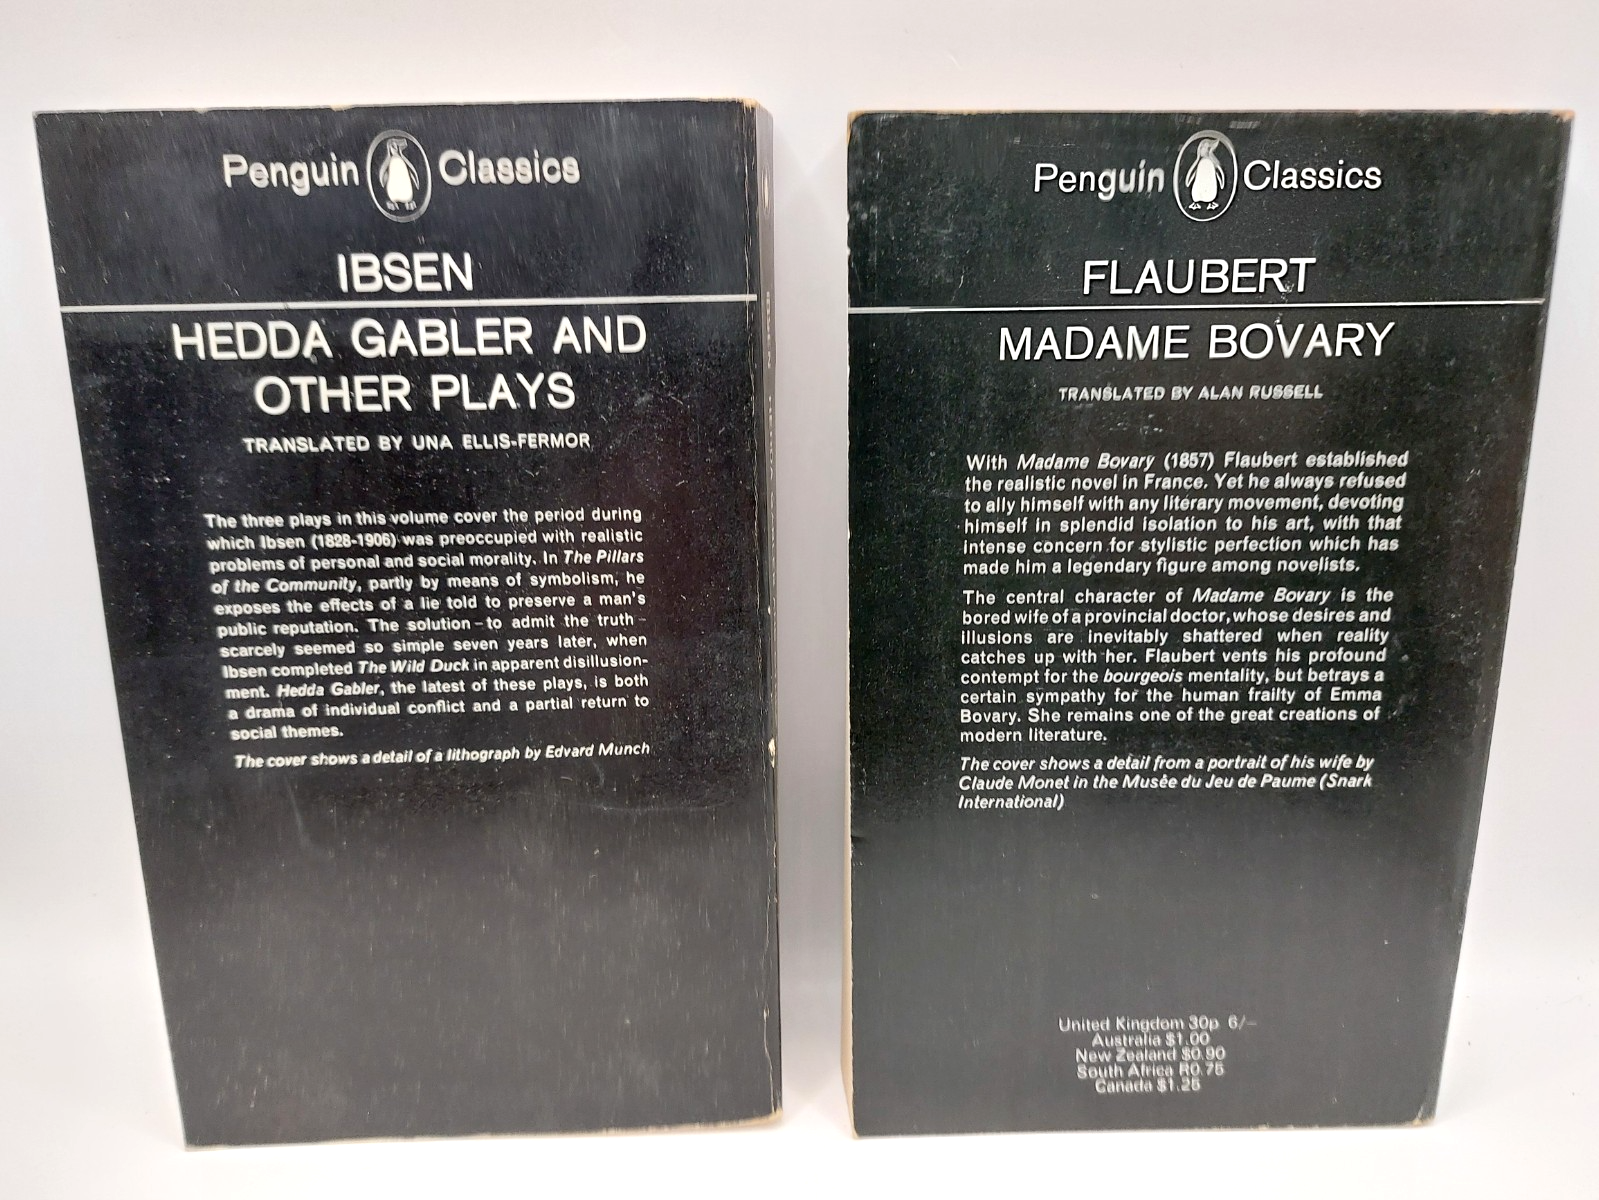 Penguin Classics
IBSEN
HEDDA GABLER AND
OTHER PLAYS
TRANSLATED BY UNA ELLIS-FERMOR
The three plays in this volume cover the period during
which Ibsen (1828-1906) was preoccupied with realistic
problems of personal and social morality. In The Pillars
of the Community, partly by means of symbolism, he
exposes the effects of a lie told to preserve a man's
public reputation. The solution – to admit the truth –
scarcely seemed so simple seven years later, when
Ibsen completed The Wild Duck in apparent disillusion-
ment. Hedda Gabler, the latest of these plays, is both
a drama of individual conflict and a partial return to
social themes.
The cover shows a detail of a lithograph by Edvard Munch
Penguin Classics
FLAUBERT
MADAME BOVARY
TRANSLATED BY ALAN RUSSELL
With Madame Bovary (1857) Flaubert established
the realistic novel in France. Yet he always refused
to ally himself with any literary movement, devoting
himself in splendid isolation to his art, with that
intense concern for stylistic perfection which has
made him a legendary figure among novelists.
The central character of Madame Bovary is the
bored wife of a provincial doctor, whose desires and
illusions are inevitably shattered when reality
catches up with her. Flaubert vents his profound
contempt for the bourgeois mentality, but betrays a
certain sympathy for the human frailty of Emma
Bovary. She remains one of the great creations of
modern literature.
The cover shows a detail from a portrait of his wife by
Claude Monet in the Musée du Jeu de Paume (Snark
International)
United Kingdom 30p 6/–
Australia $1.00
New Zealand $0.90
South Africa R0.75
Canada $1.25